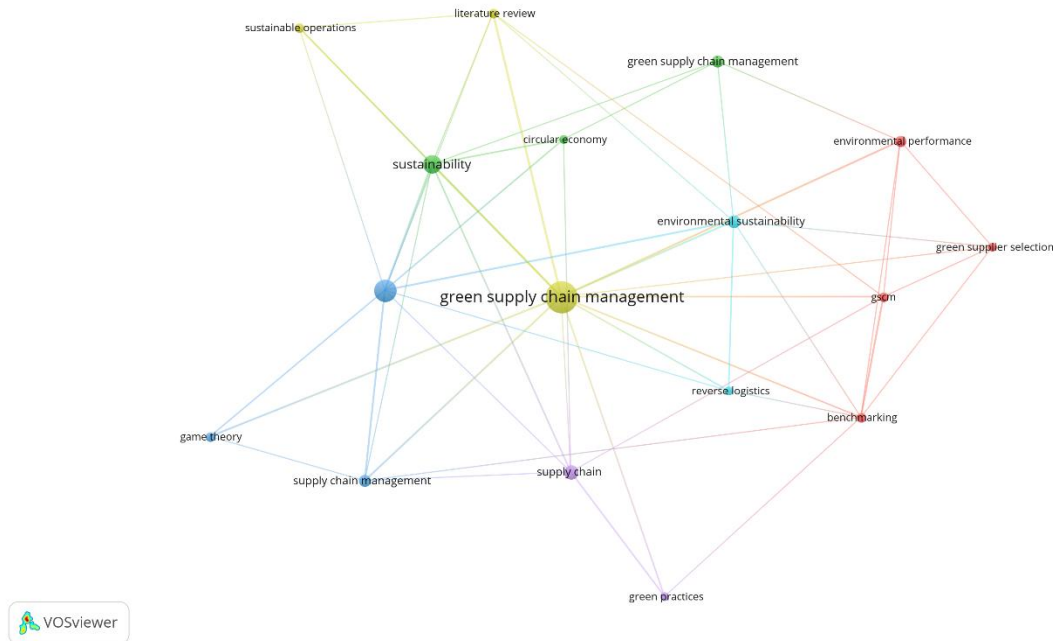 literature review
sustainable operations
green supply chain management
circular economy
environmental performance
sustainability
environmental sustainability
green supplier selection
green supply chain management
gscm
reverse logistics
benchmarking
game theory
supply chain
supply chain management
green practices
VOSviewer